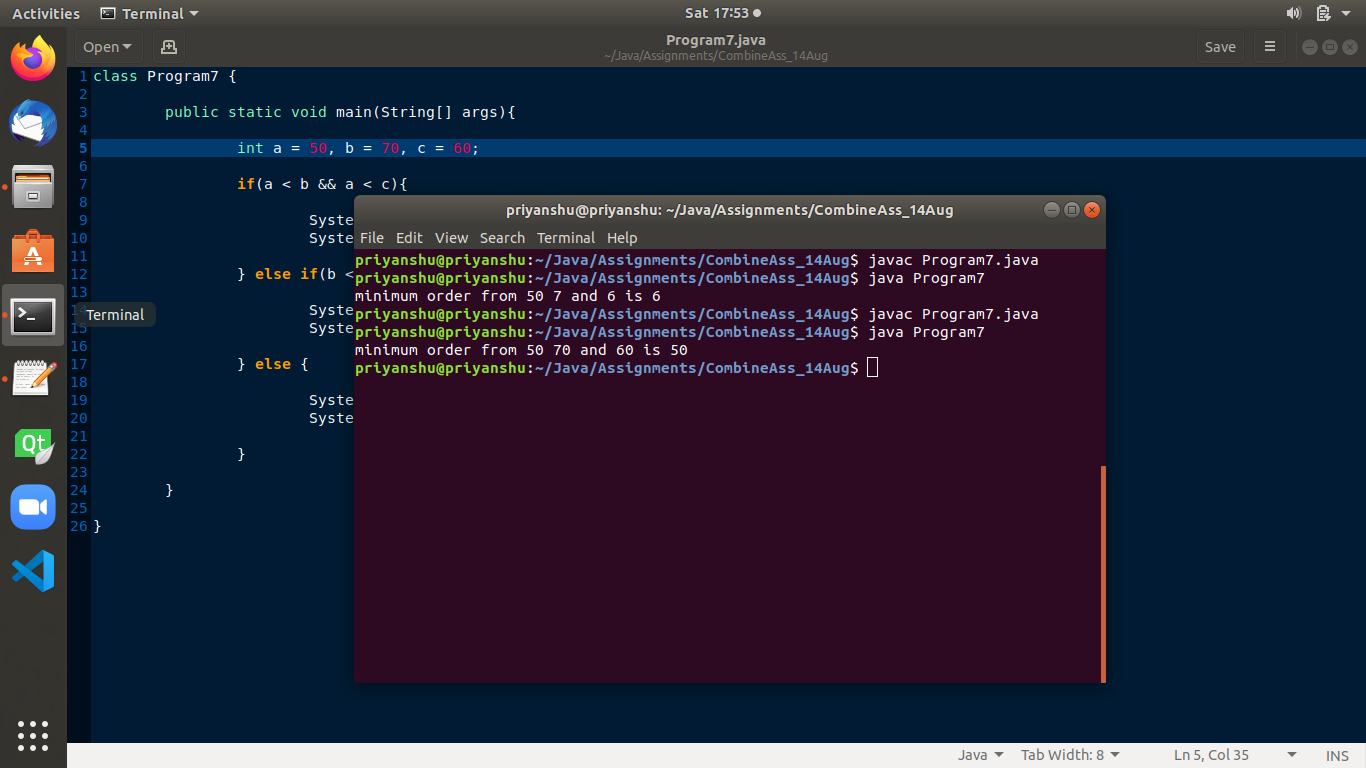 Activities Terminal Sat 17:53
Open Program7.java Save
~/Java/Assignments/CombineAss_14Aug
1 class Program7 {
2
3 public static void main(String[] args){
4
5 int a = 50, b = 70, c = 60;
6
7 if(a < b && a < c){
8
9 Syste
10 Syste
11
12 } else if(b <
13
14 Syste
15 Syste
16
17 } else {
18
19 Syste
20 Syste
21
22 }
23
24 }
25
26 }
Terminal
Qt
priyanshu@priyanshu: ~/Java/Assignments/CombineAss_14Aug
File Edit View Search Terminal Help
priyanshu@priyanshu:~/Java/Assignments/CombineAss_14Aug$ javac Program7.java
priyanshu@priyanshu:~/Java/Assignments/CombineAss_14Aug$ java Program7
minimum order from 50 7 and 6 is 6
priyanshu@priyanshu:~/Java/Assignments/CombineAss_14Aug$ javac Program7.java
priyanshu@priyanshu:~/Java/Assignments/CombineAss_14Aug$ java Program7
minimum order from 50 70 and 60 is 50
priyanshu@priyanshu:~/Java/Assignments/CombineAss_14Aug$
Java Tab Width: 8 Ln 5, Col 35 INS